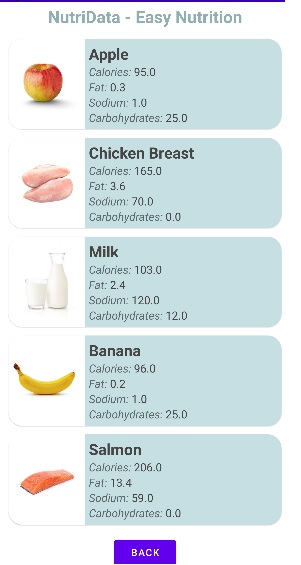 NutriData - Easy Nutrition
Apple
Calories: 95.0
Fat: 0.3
Sodium: 1.0
Carbohydrates: 25.0
Chicken Breast
Calories: 165.0
Fat: 3.6
Sodium: 70.0
Carbohydrates: 0.0
Milk
Calories: 103.0
Fat: 2.4
Sodium: 120.0
Carbohydrates: 12.0
Banana
Calories: 96.0
Fat: 0.2
Sodium: 1.0
Carbohydrates: 25.0
Salmon
Calories: 206.0
Fat: 13.4
Sodium: 59.0
Carbohydrates: 0.0
BACK